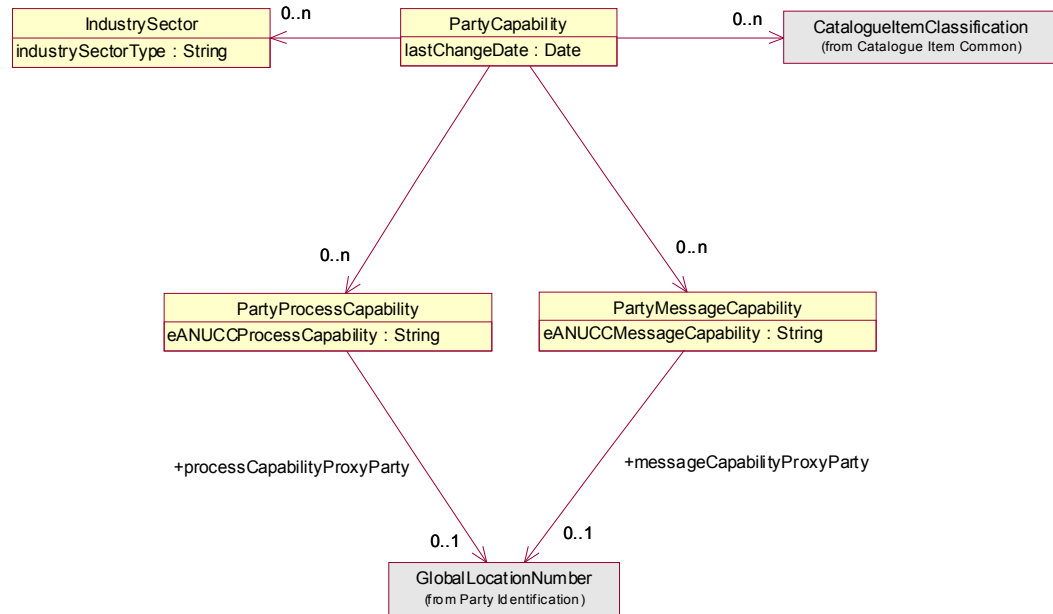 IndustrySector
industrySectorType : String
0..n
PartyCapability
lastChangeDate : Date
0..n
CatalogueItemClassification
(from Catalogue Item Common)
0..n
0..n
PartyProcessCapability
eANUCCProcessCapability : String
PartyMessageCapability
eANUCCMessageCapability : String
+processCapabilityProxyParty
+messageCapabilityProxyParty
0..1
0..1
GlobalLocationNumber
(from Party Identification)